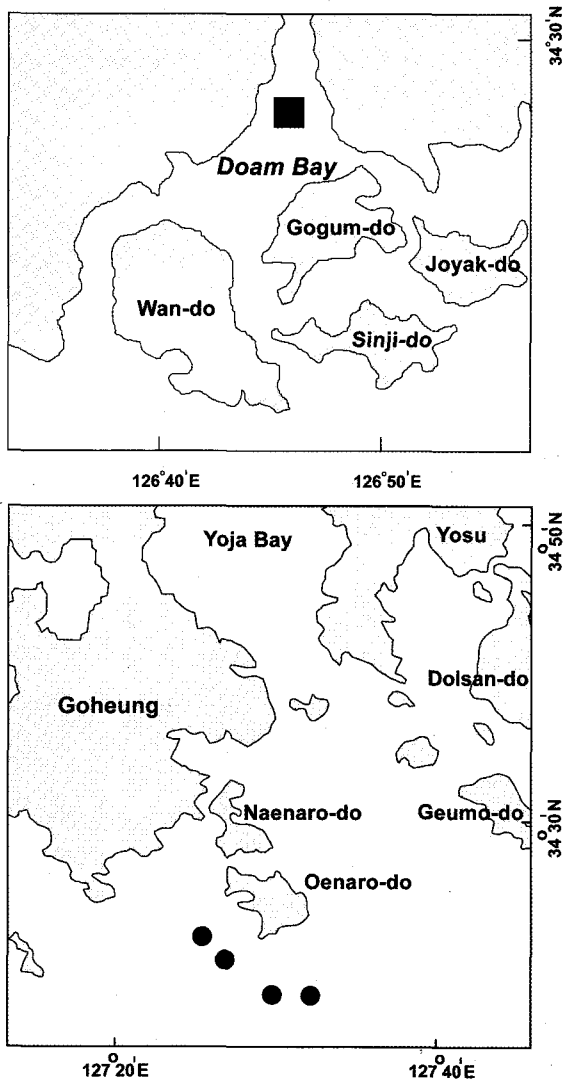 34°30'N
Doam Bay
Gogum-do
Joyak-do
Wan-do
Sinji-do
126°40'E
126°50'E
Yoja Bay
Yosu
34°50'N
Dolsan-do
Goheung
Naenaro-do
Geumo-do
34°30'N
Oenaro-do
127°20'E
127°40'E